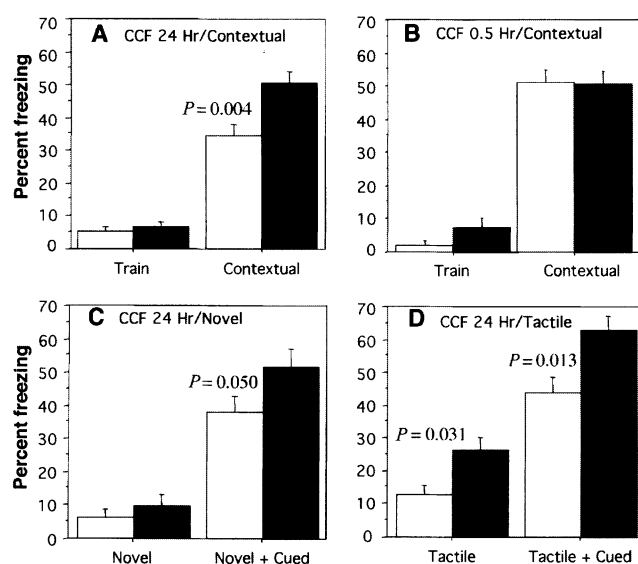 A CCF 24 Hr/Contextual
Percent freezing
70
60
50
40
30
20
10
0
P = 0.004
Train Contextual
B CCF 0.5 Hr/Contextual
70
60
50
40
30
20
10
0
Train Contextual
C CCF 24 Hr/Novel
Percent freezing
70
60
50
40
30
20
10
0
P = 0.050
Novel Novel + Cued
D CCF 24 Hr/Tactile
70
60
50
40
30
20
10
0
P = 0.013
P = 0.031
Tactile Tactile + Cued